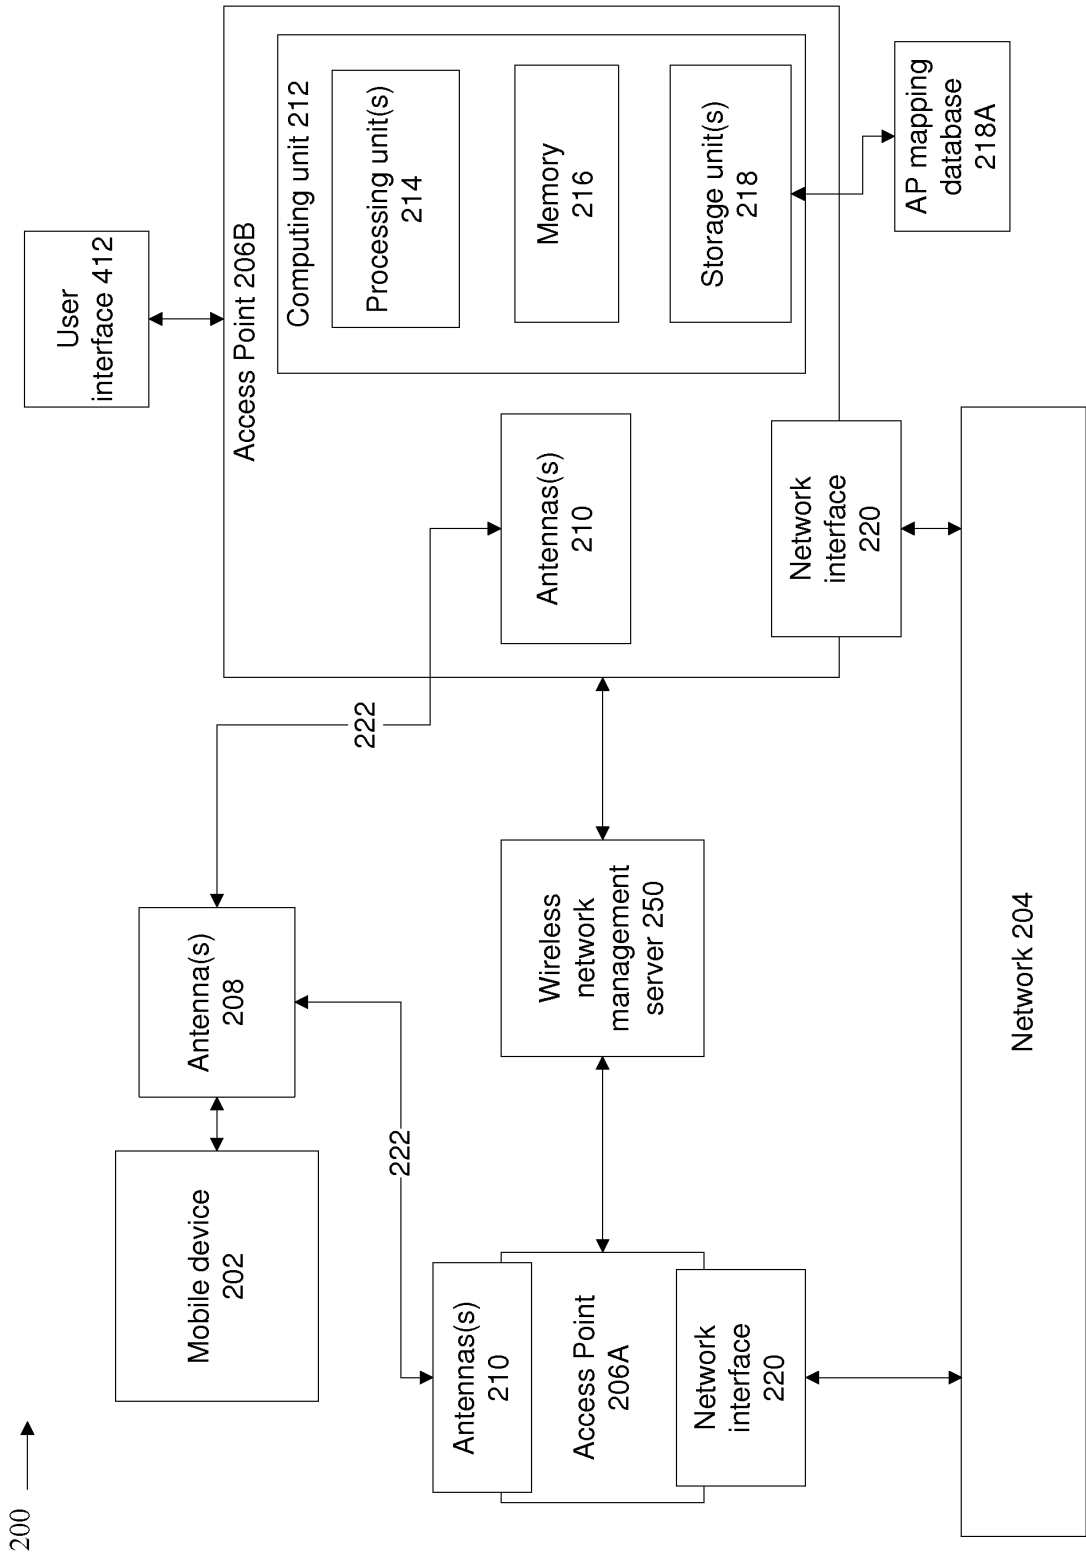 200
Mobile device
202
Antenna(s)
208
222
222
User
interface 412
Antennas(s)
210
Access Point
206A
Network
interface
220
Wireless
network
management
server 250
Access Point 206B
Antennas(s)
210
Computing unit 212
Processing unit(s)
214
Memory
216
Storage unit(s)
218
Network
interface
220
AP mapping
database
218A
Network 204